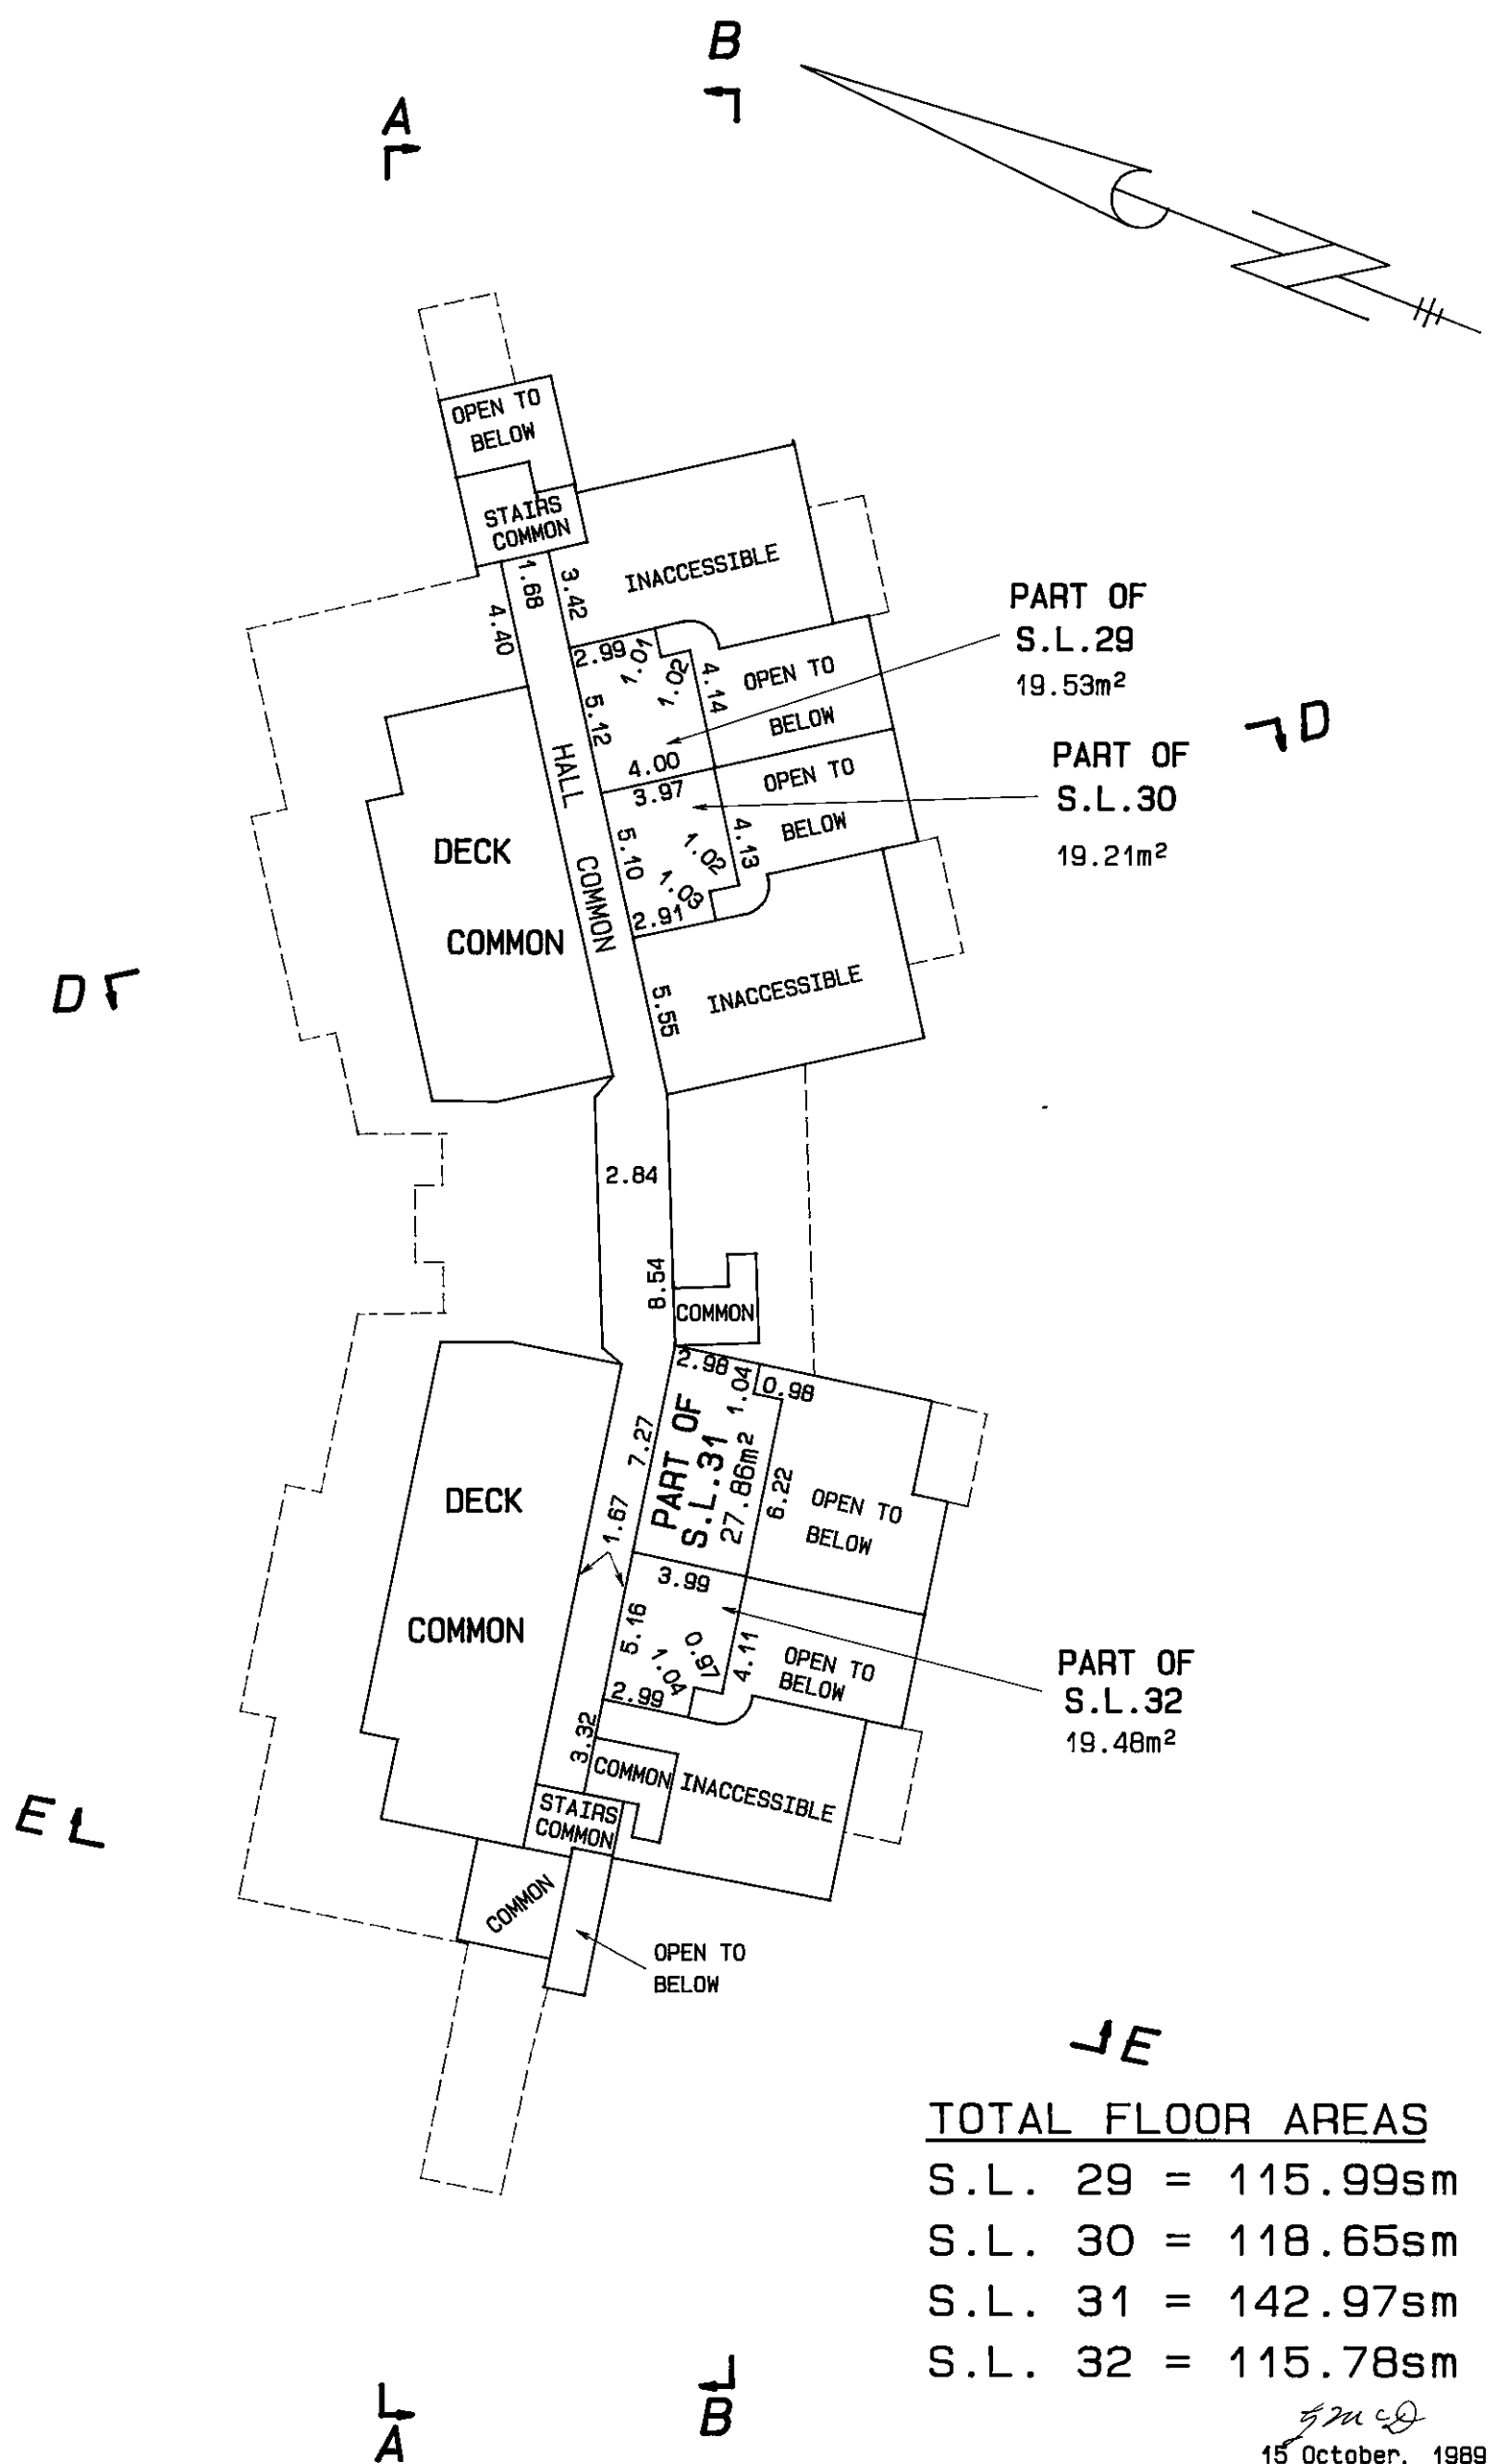 B
A
OPEN TO
BELOW
STAIRS
COMMON
INACCESSIBLE
1.68
3.42
4.40
PART OF
S.L.29
19.53m²
2.99
1.01
1.02
4.14
OPEN TO
BELOW
5.12
4.00
D
PART OF
S.L.30
19.21m²
HALL
COMMON
3.97
OPEN TO
BELOW
5.10
1.02
4.13
1.03
2.91
DECK
COMMON
D
INACCESSIBLE
5.55
2.84
8.54
COMMON
2.98
1.04
0.98
7.27
PART OF
S.L.31
27.86m²
6.22
OPEN TO
BELOW
DECK
COMMON
1.67
3.99
5.16
0.97
1.04
4.11
OPEN TO
BELOW
2.99
PART OF
S.L.32
19.48m²
3.32
COMMON
INACCESSIBLE
STAIRS
COMMON
E
COMMON
OPEN TO
BELOW
E
TOTAL FLOOR AREAS
S.L. 29 = 115.99sm
S.L. 30 = 118.65sm
S.L. 31 = 142.97sm
S.L. 32 = 115.78sm
A
B
15 October, 1989